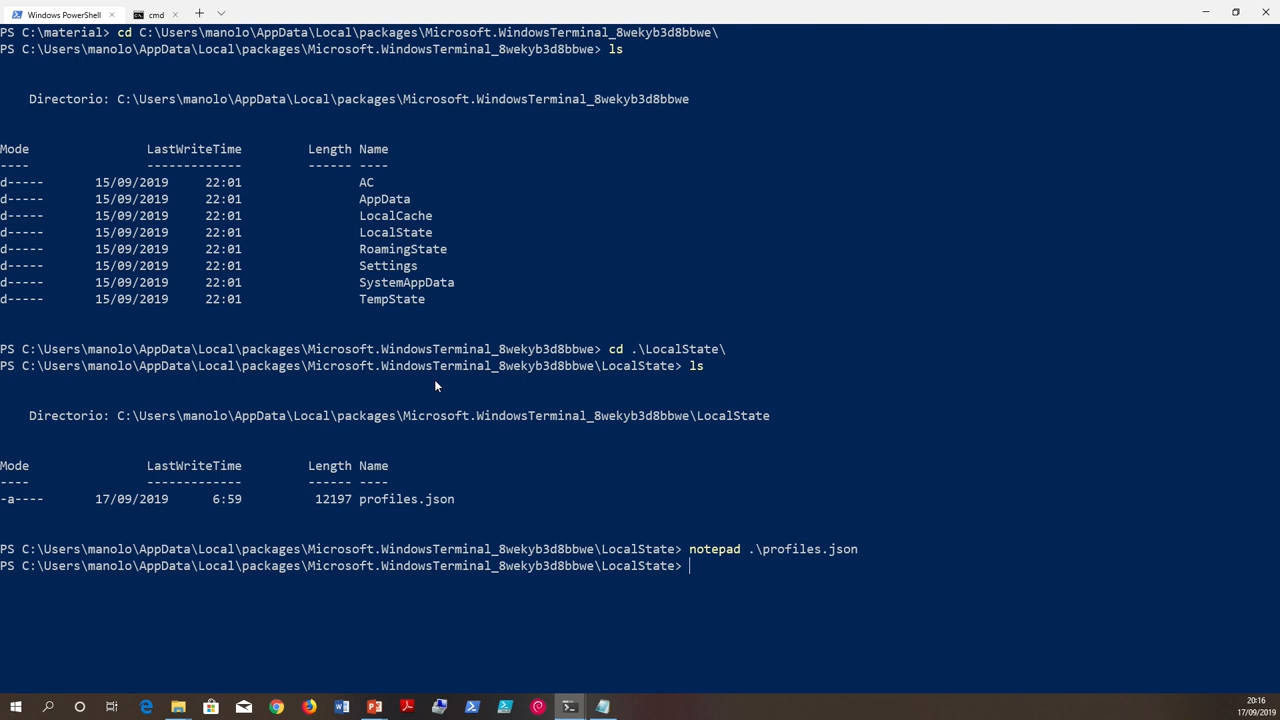 Windows PowerShell
cmd
PS C:\material> cd C:\Users\manolo\AppData\Local\packages\Microsoft.WindowsTerminal_8wekyb3d8bbwe\
PS C:\Users\manolo\AppData\Local\packages\Microsoft.WindowsTerminal_8wekyb3d8bbwe> ls
Directorio: C:\Users\manolo\AppData\Local\packages\Microsoft.WindowsTerminal_8wekyb3d8bbwe
Mode LastWriteTime Length Name
---- ------------- ------ ----
d----- 15/09/2019 22:01 AC
d----- 15/09/2019 22:01 AppData
d----- 15/09/2019 22:01 LocalCache
d----- 15/09/2019 22:01 LocalState
d----- 15/09/2019 22:01 RoamingState
d----- 15/09/2019 22:01 Settings
d----- 15/09/2019 22:01 SystemAppData
d----- 15/09/2019 22:01 TempState
PS C:\Users\manolo\AppData\Local\packages\Microsoft.WindowsTerminal_8wekyb3d8bbwe> cd .\LocalState\
PS C:\Users\manolo\AppData\Local\packages\Microsoft.WindowsTerminal_8wekyb3d8bbwe\LocalState> ls
Directorio: C:\Users\manolo\AppData\Local\packages\Microsoft.WindowsTerminal_8wekyb3d8bbwe\LocalState
Mode LastWriteTime Length Name
---- ------------- ------ ----
-a---- 17/09/2019 6:59 12197 profiles.json
PS C:\Users\manolo\AppData\Local\packages\Microsoft.WindowsTerminal_8wekyb3d8bbwe\LocalState> notepad .\profiles.json
PS C:\Users\manolo\AppData\Local\packages\Microsoft.WindowsTerminal_8wekyb3d8bbwe\LocalState>
20:16
17/09/2019